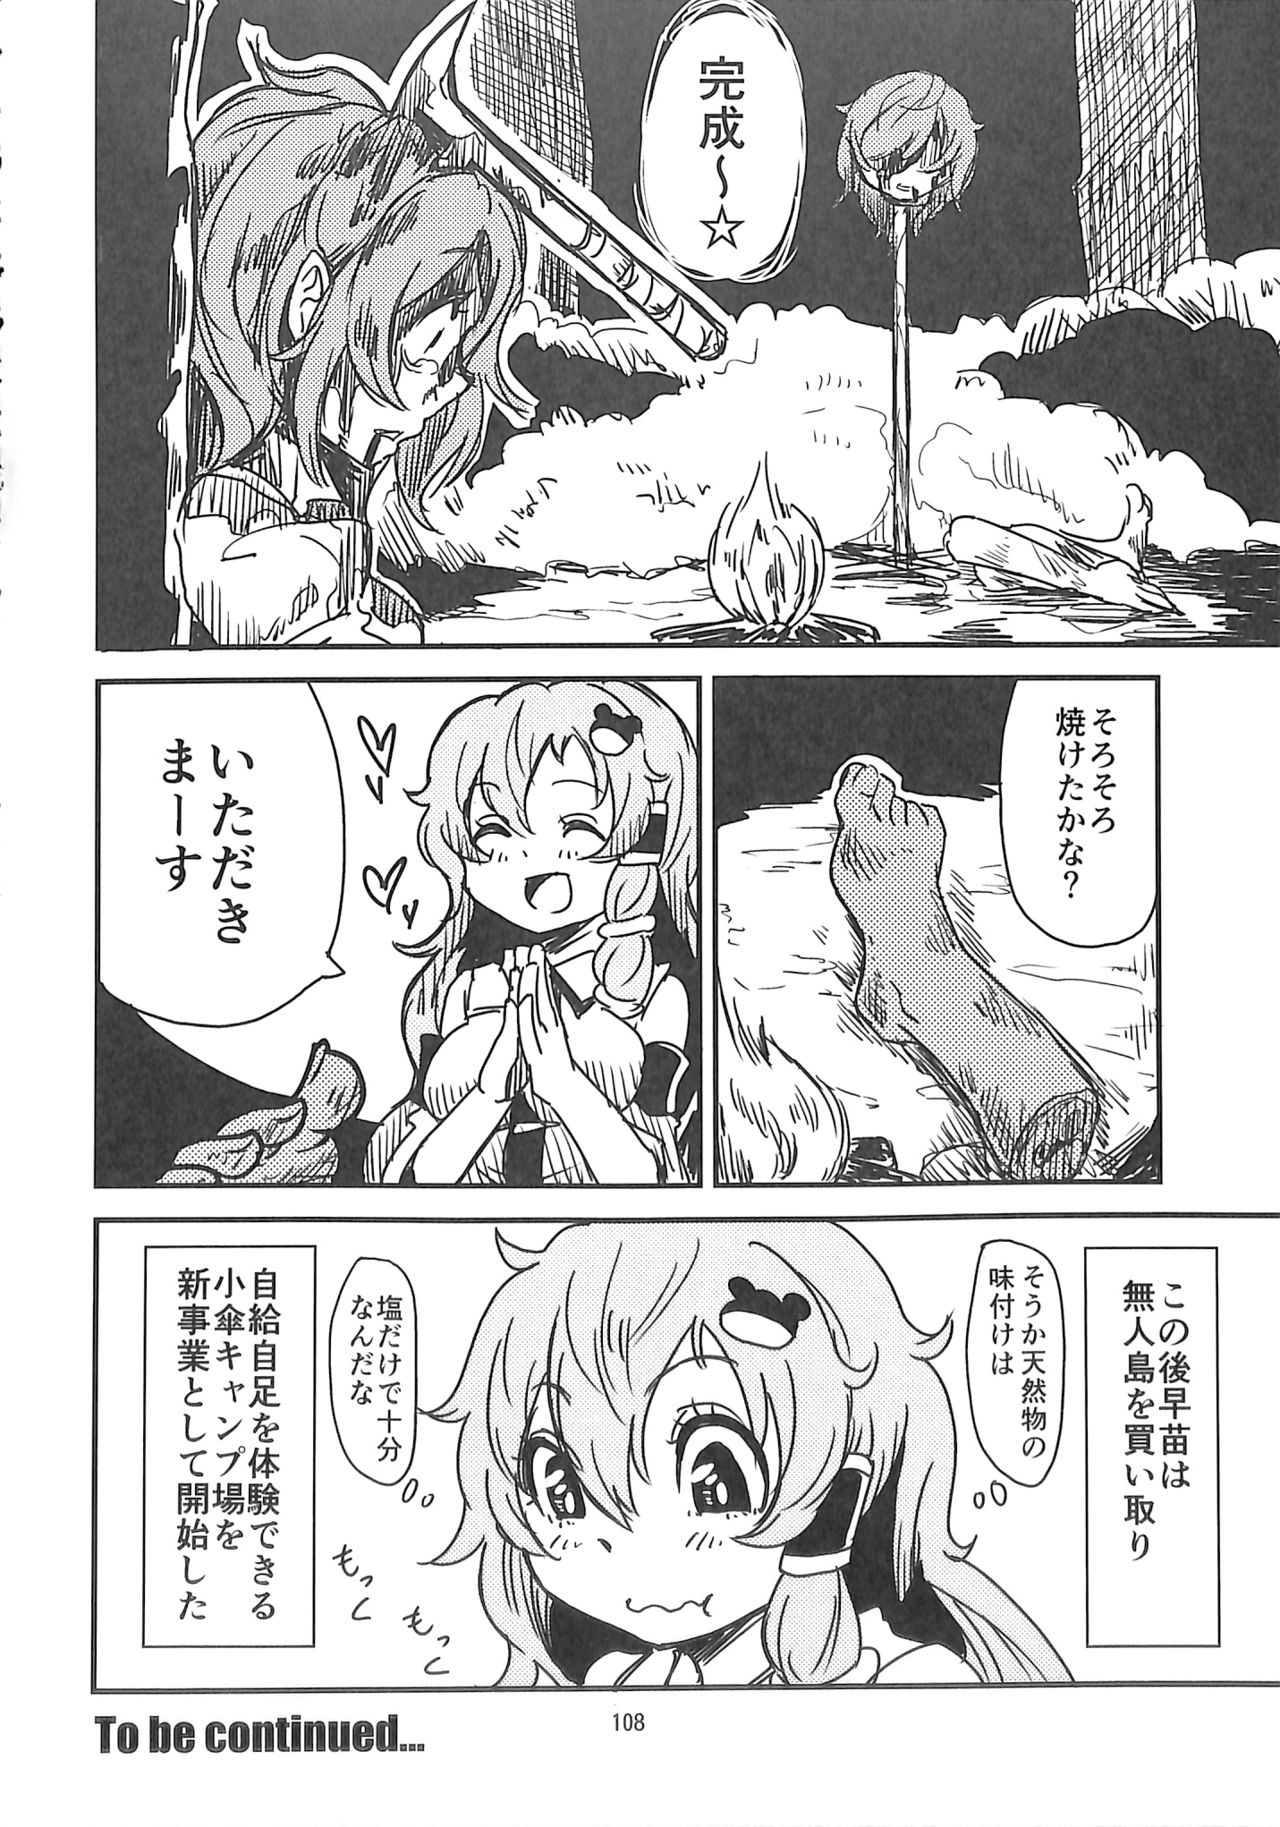 完成～☆
そろそろ
焼けたかな？
いただき
まーす
この後早苗は
無人島を買い取り
そうか天然物の
味付けは
塩だけで十分
なんだな
もっく
もっく
自給自足を体験できる
小傘キャンプ場を
新事業として開始した
To be continued...
108